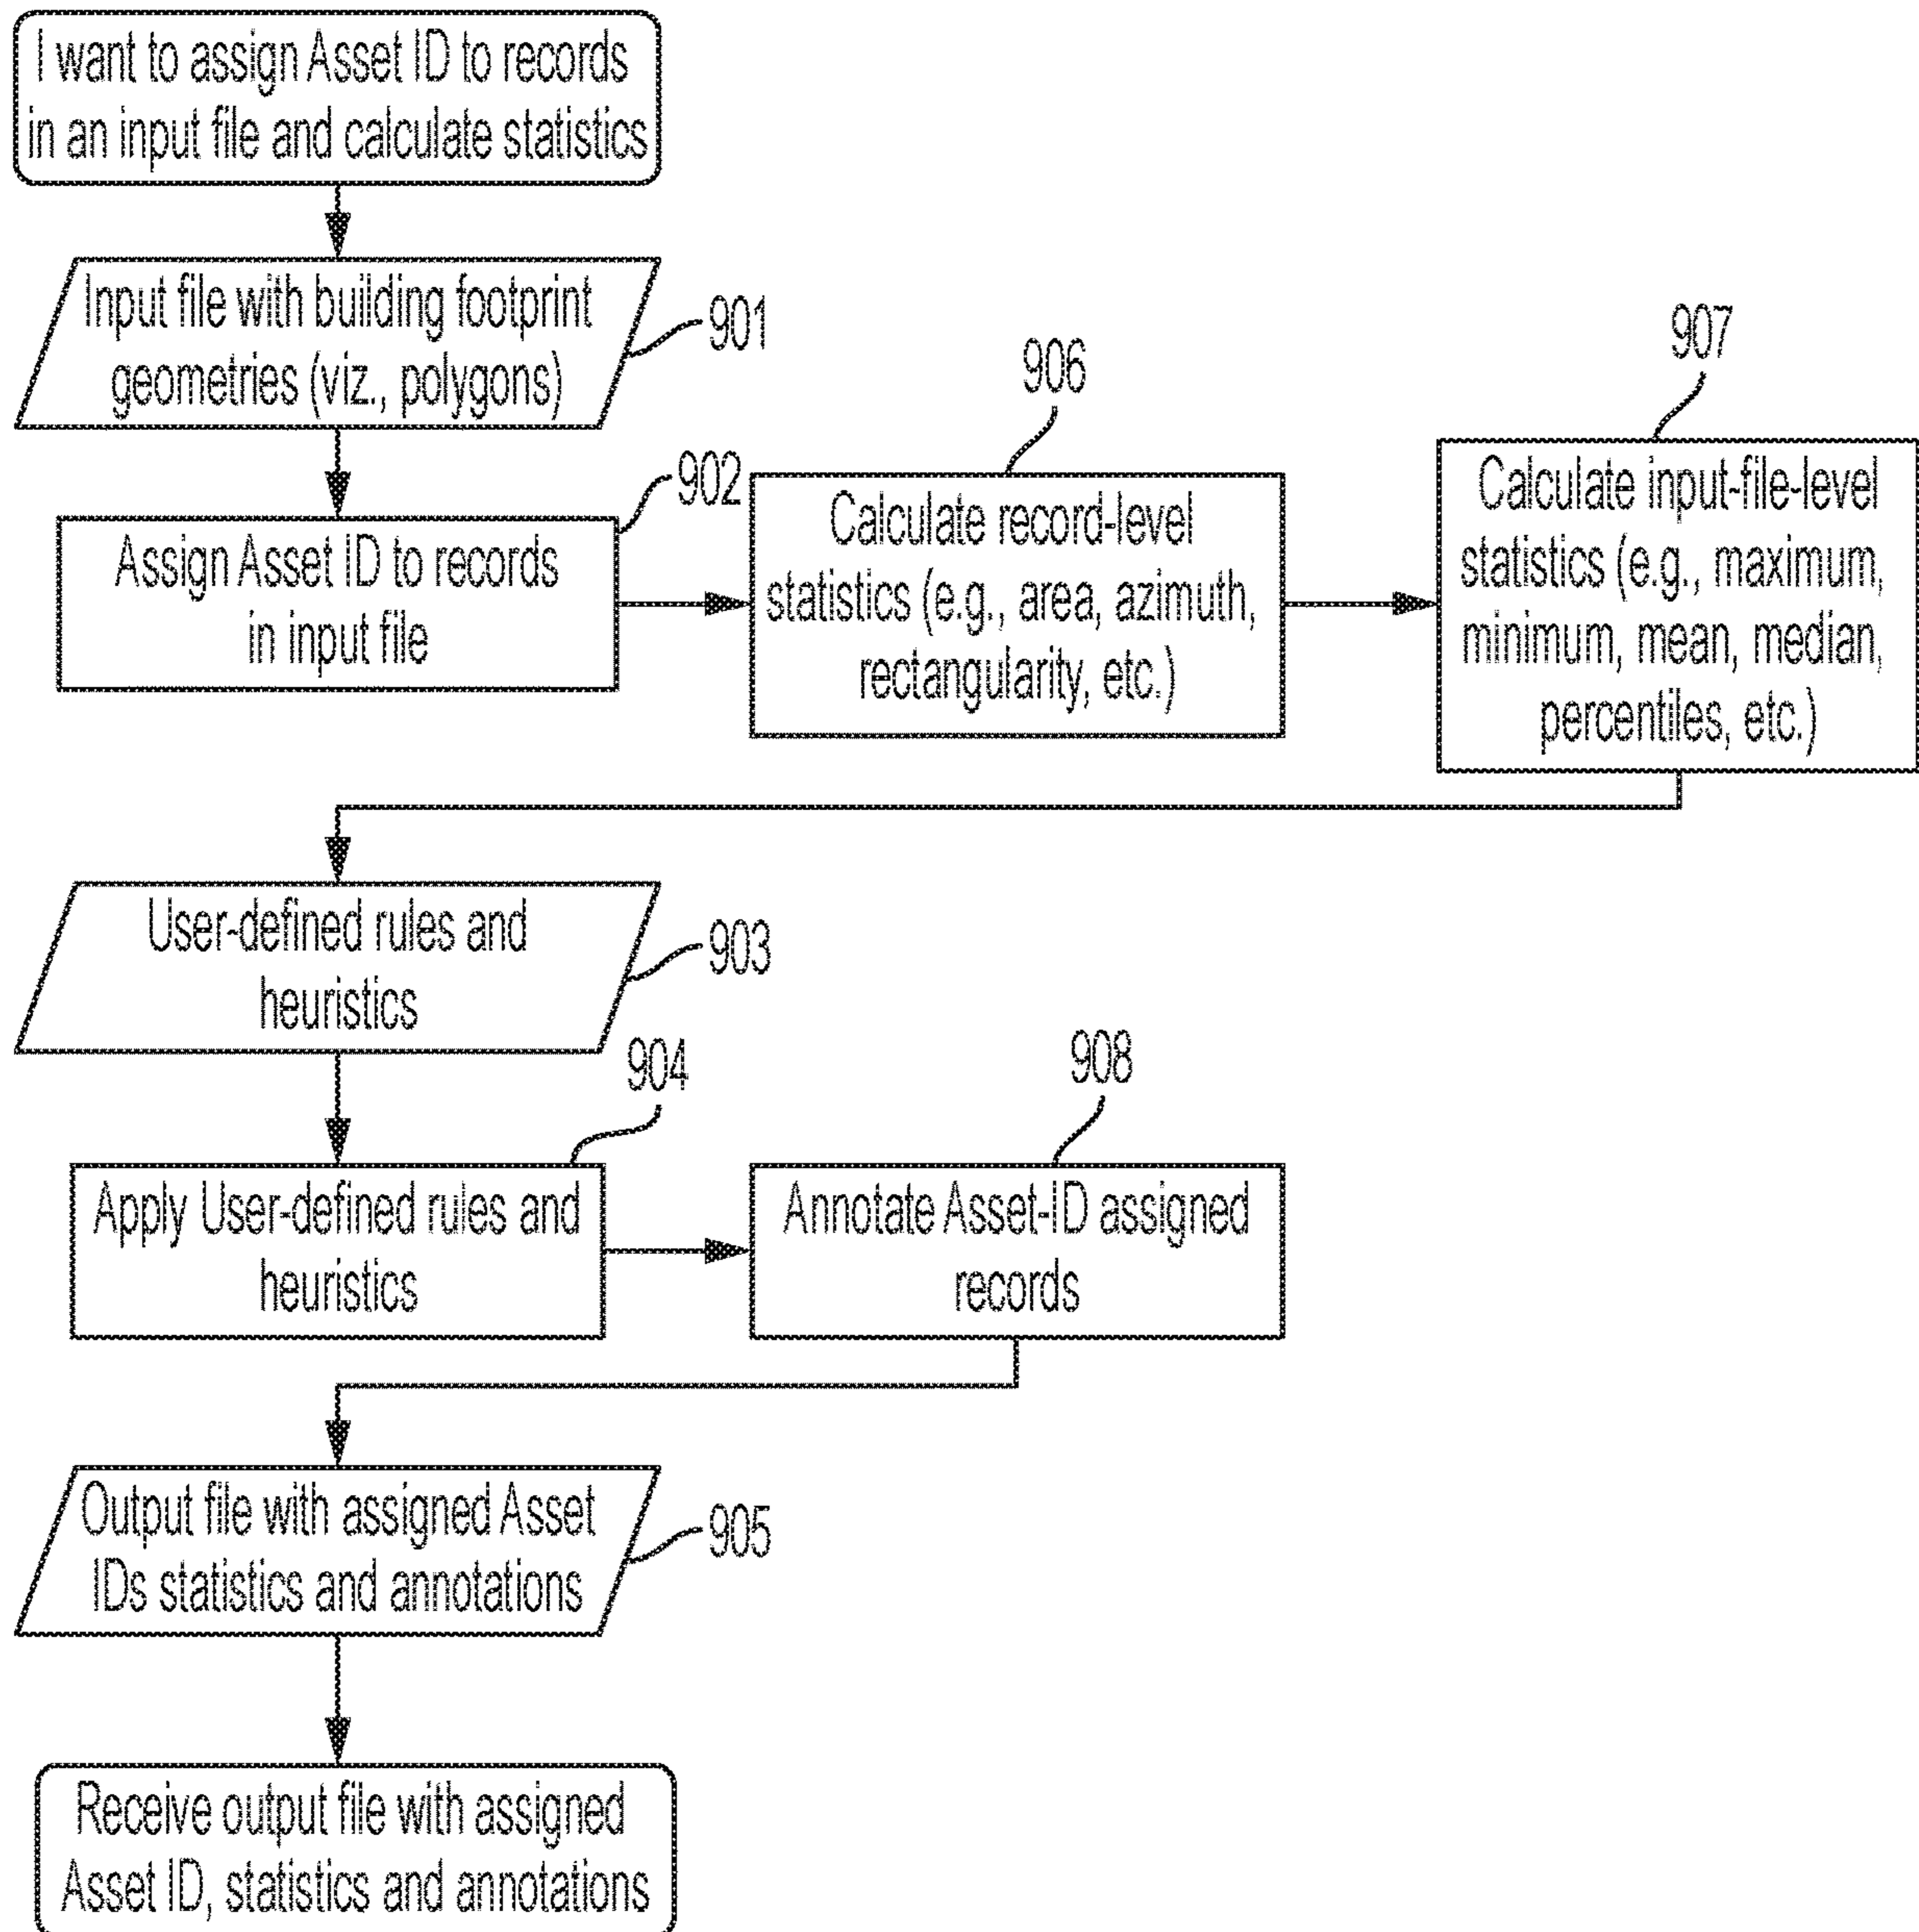 I want to assign Asset ID to records
in an input file and calculate statistics
Input file with building footprint
geometries (viz., polygons)
901
902
Assign Asset ID to records
in input file
906
Calculate record-level
statistics (e.g., area, azimuth,
rectangularity, etc.)
907
Calculate input-file-level
statistics (e.g., maximum,
minimum, mean, median,
percentiles, etc.)
User-defined rules and
heuristics
903
904
Apply User-defined rules and
heuristics
908
Annotate Asset-ID assigned
records
Output file with assigned Asset
IDs statistics and annotations
905
Receive output file with assigned
Asset ID, statistics and annotations